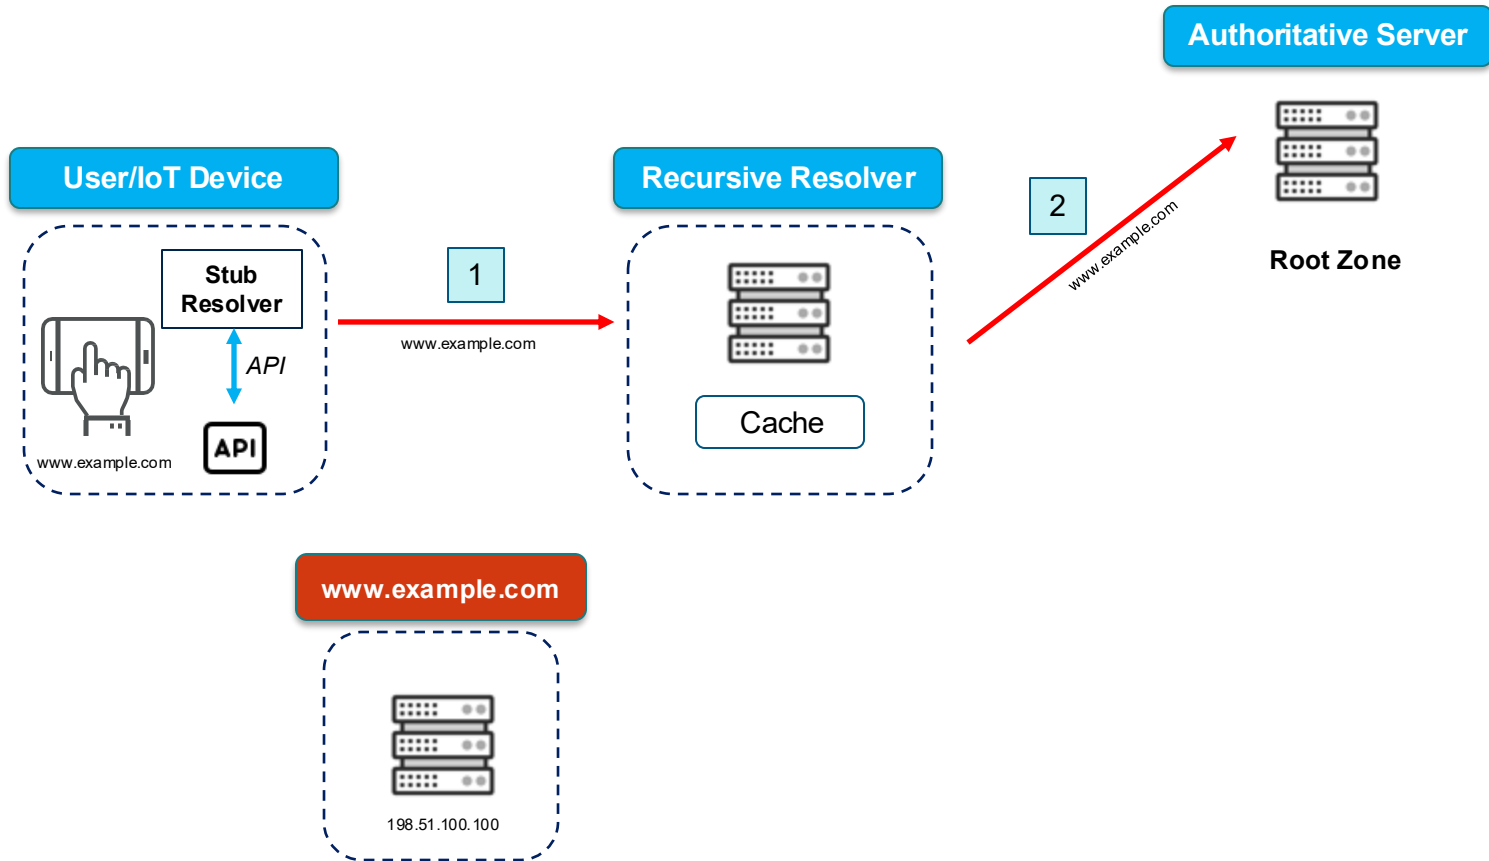 Authoritative Server
User/IoT Device
Recursive Resolver
2
www.example.com
Root Zone
Stub
Resolver
1
API
www.example.com
Cache
API
www.example.com
www.example.com
198.51.100.100